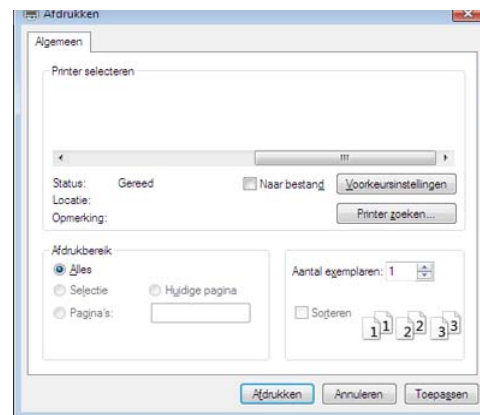 Afdrukken
Algemeen
Printer selecteren
Status: Gereed
Naar bestand
Voorkeursinstellingen
Locatie:
Opmerking:
Printer zoeken...
Afdrukbereik
Alles
Selectie
Huidige pagina
Pagina's:
Aantal exemplaren: 1
Sorteren
1 1 2 2 3 3
Afdrukken
Annuleren
Toepassen